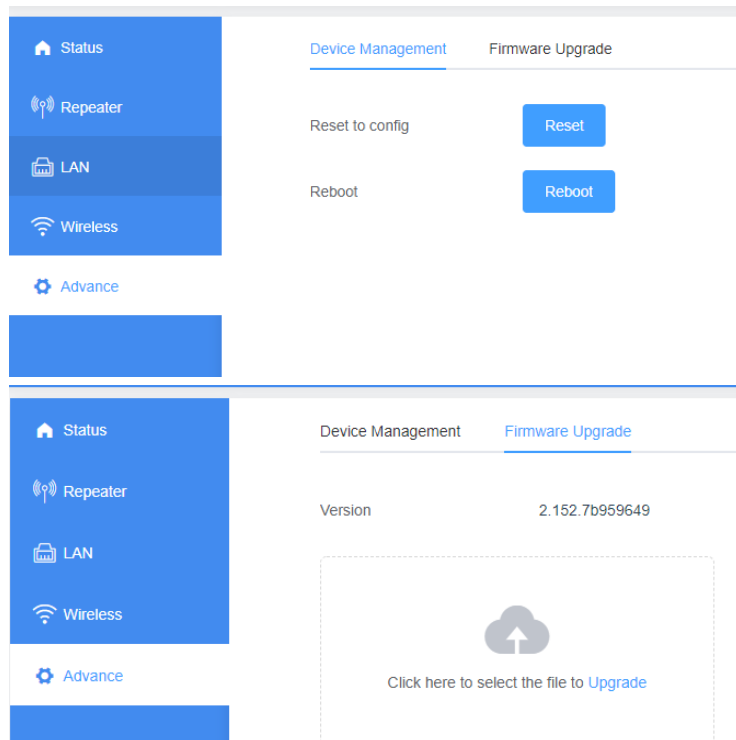 Status
Repeater
LAN
Wireless
Advance
Device Management Firmware Upgrade
Reset to config Reset
Reboot Reboot
Status
Repeater
LAN
Wireless
Advance
Device Management Firmware Upgrade
Version 2.152.7b959649
Click here to select the file to Upgrade